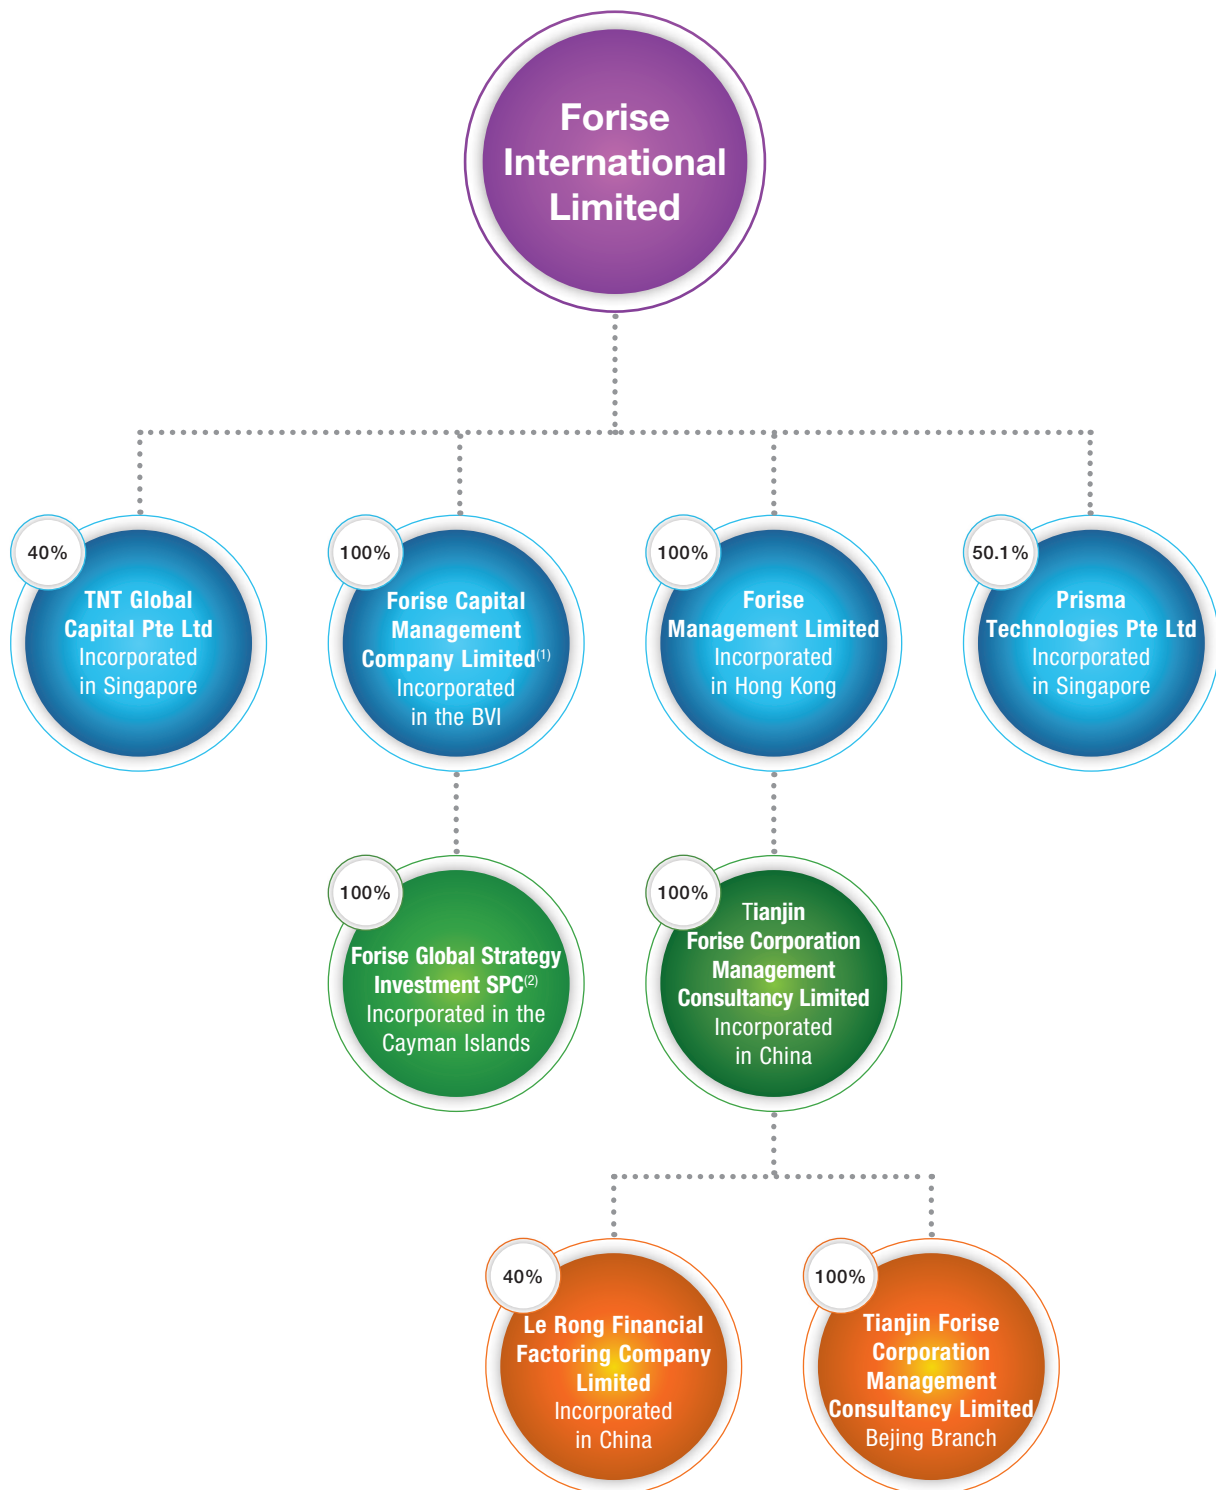 Forise
International
Limited
40%
TNT Global
Capital Pte Ltd
Incorporated
in Singapore
100%
Forise Capital
Management
Company Limited(1)
Incorporated
in the BVI
100%
Forise
Management Limited
Incorporated
in Hong Kong
50.1%
Prisma
Technologies Pte Ltd
Incorporated
in Singapore
100%
Forise Global Strategy
Investment SPC(2)
Incorporated in the
Cayman Islands
100%
Tianjin
Forise Corporation
Management
Consultancy Limited
Incorporated
in China
40%
Le Rong Financial
Factoring Company
Limited
Incorporated
in China
100%
Tianjin Forise
Corporation
Management
Consultancy Limited
Bejing Branch